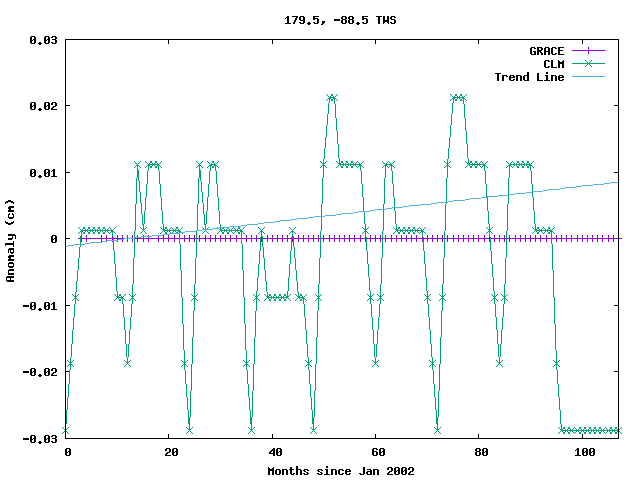 179.5, -88.5 TWS
GRACE
CLM
Trend Line
0.03
0.02
0.01
0
-0.01
-0.02
-0.03
Anomaly (cm)
0 20 40 60 80 100
Months since Jan 2002